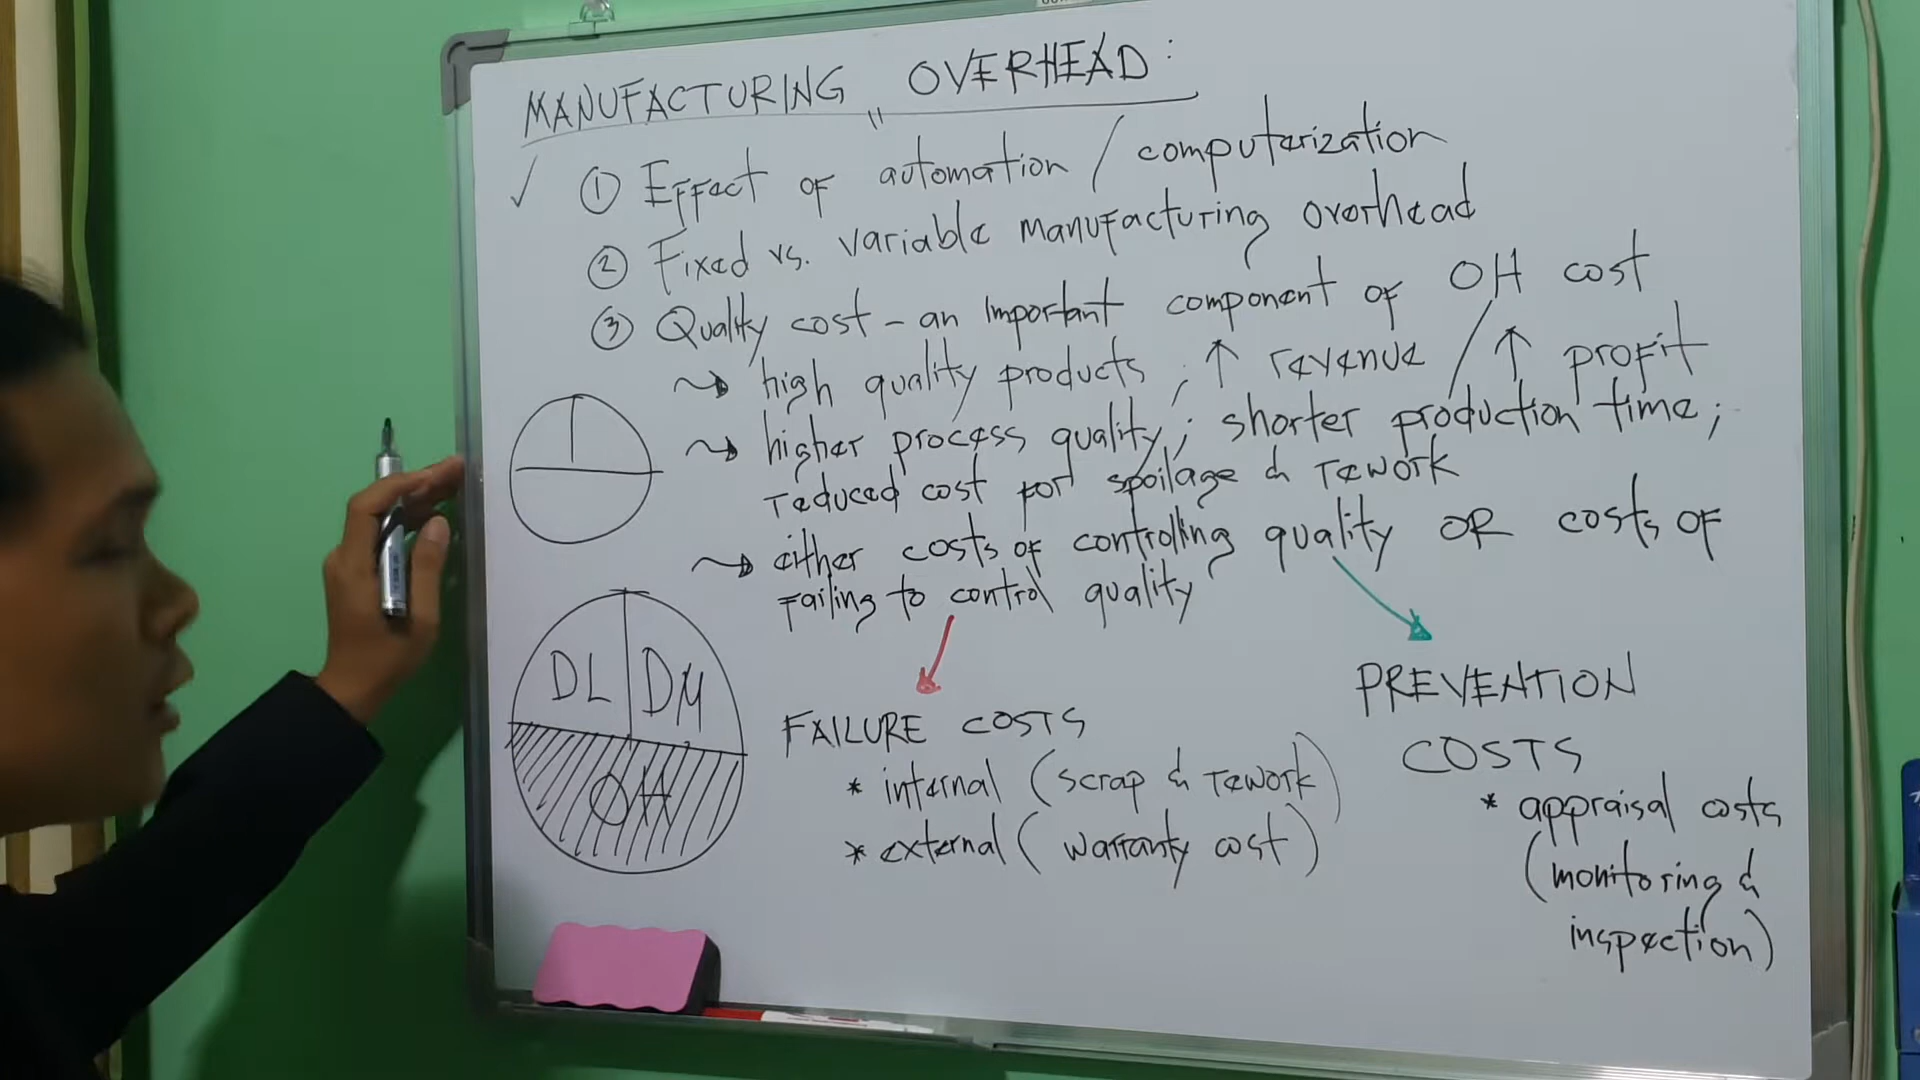 MANUFACTURING OVERHEAD:
✓ ① Effect of automation / computerization
② Fixed vs. variable manufacturing overhead
③ Quality cost - an important component of OH cost
high quality products ; ↑ revenue / ↑ profit
higher process quality ; shorter production time;
reduced cost for spoilage & rework
either costs of controlling quality OR costs of
failing to control quality
DL DM
OH
FAILURE COSTS
* internal (scrap & rework)
* external (warranty cost)
PREVENTION
COSTS
* appraisal costs
(monitoring &
inspection)